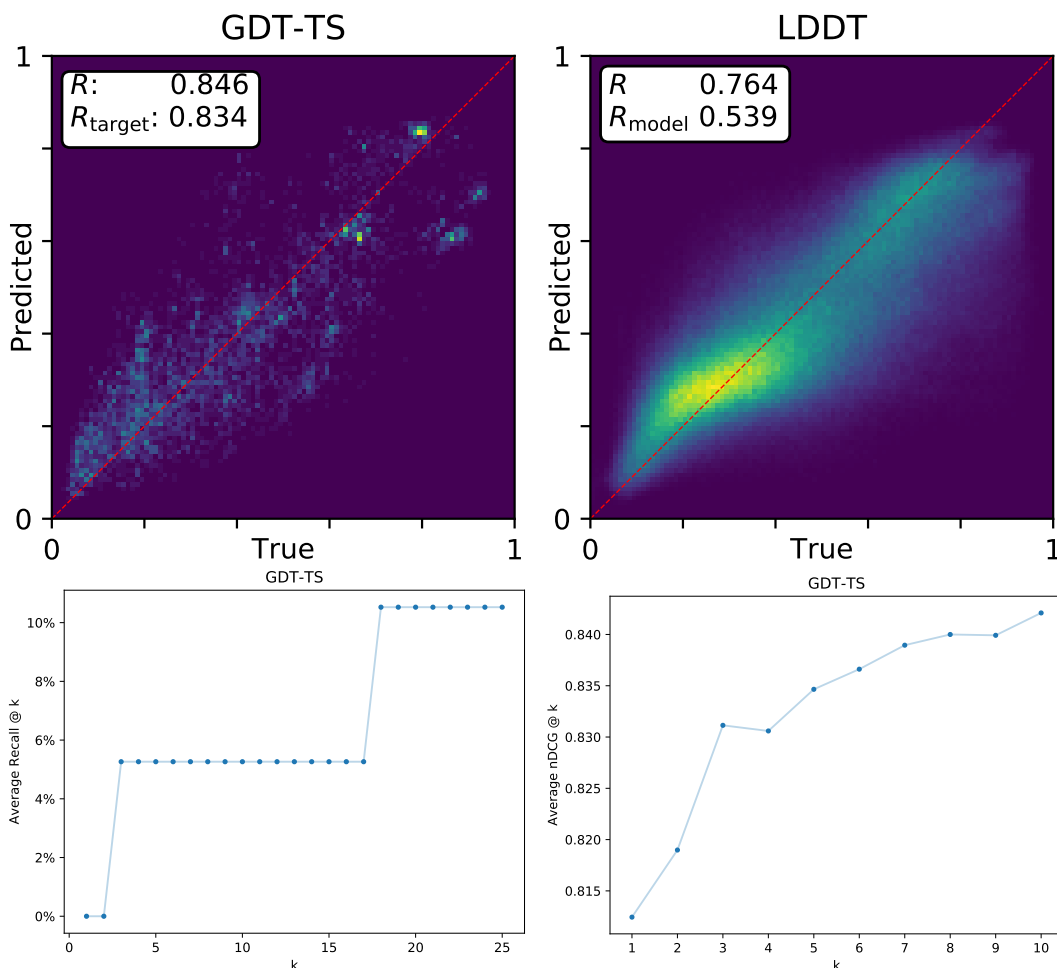 GDT-TS
1
R: 0.846
R_target: 0.834
Predicted
0
0
True
1
LDDT
1
R 0.764
R_model 0.539
Predicted
0
0
True
1
GDT-TS
10%
8%
6%
4%
2%
0%
Average Recall @ k
0 5 10 15 20 25
k
GDT-TS
0.840
0.835
0.830
0.825
0.820
0.815
Average nDCG @ k
1 2 3 4 5 6 7 8 9 10
k